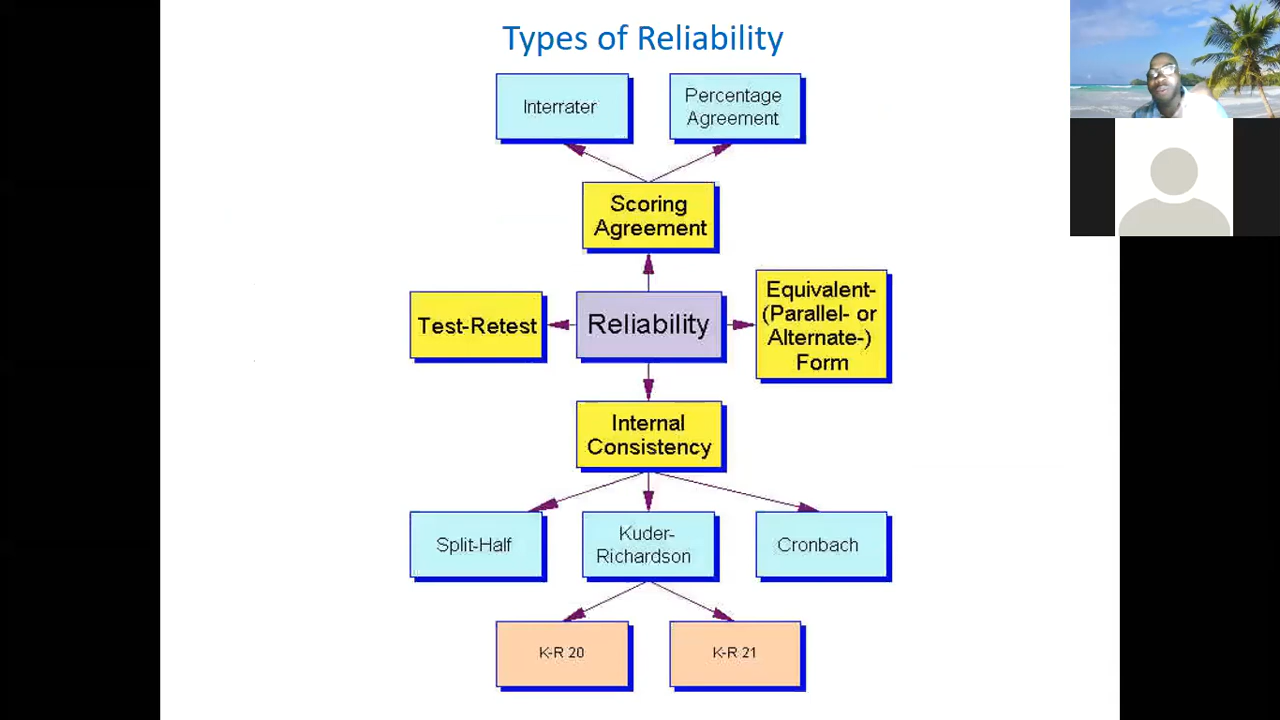 Types of Reliability
Interrater
Percentage
Agreement
Scoring
Agreement
Test-Retest
Reliability
Equivalent-
(Parallel- or
Alternate-)
Form
Internal
Consistency
Split-Half
Kuder-
Richardson
Cronbach
K-R 20
K-R 21